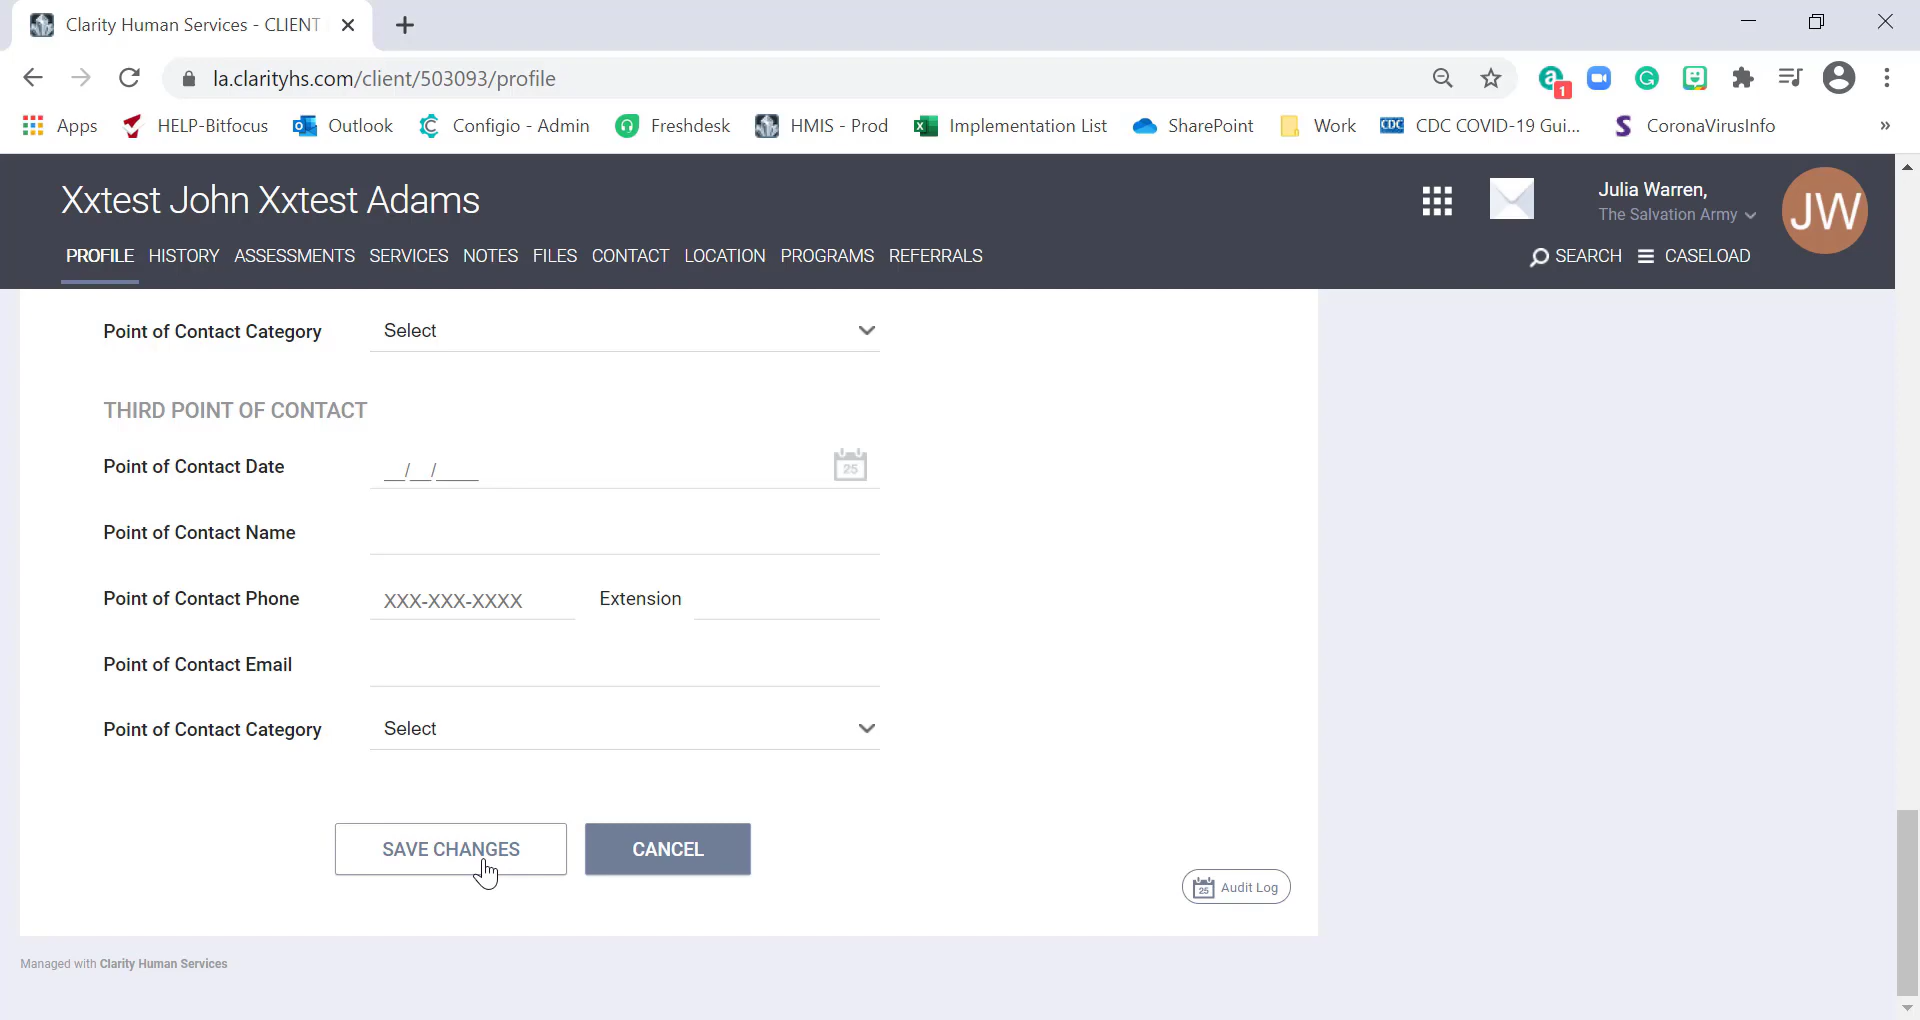 Clarity Human Services - CLIENT
la.clarityhs.com/client/503093/profile
1
Apps HELP-Bitfocus Outlook Configio - Admin Freshdesk HMIS - Prod Implementation List SharePoint Work CDC CDC COVID-19 Gui... CoronaVirusInfo »
Xxtest John Xxtest Adams
Julia Warren,
The Salvation Army
JW
PROFILE HISTORY ASSESSMENTS SERVICES NOTES FILES CONTACT LOCATION PROGRAMS REFERRALS SEARCH CASELOAD
Point of Contact Category Select
THIRD POINT OF CONTACT
Point of Contact Date __/__/____ 25
Point of Contact Name
Point of Contact Phone XXX-XXX-XXXX Extension
Point of Contact Email
Point of Contact Category Select
SAVE CHANGES CANCEL
25 Audit Log
Managed with Clarity Human Services